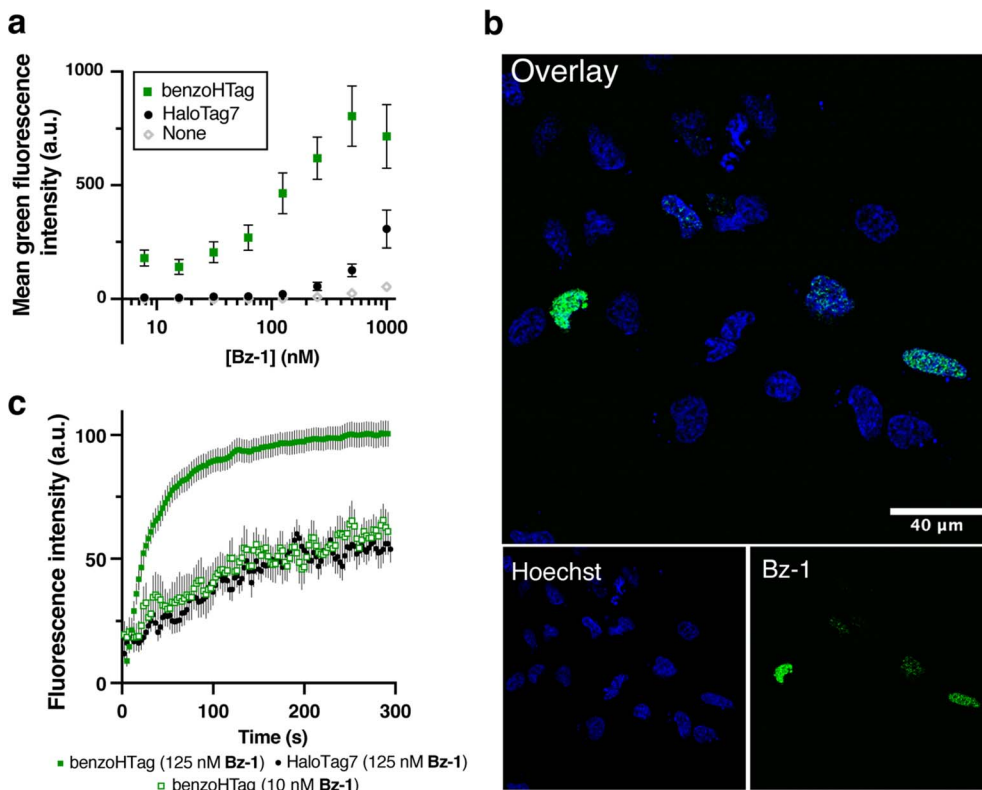 a
1000
500
0
Mean green fluorescence
intensity (a.u.)
benzoHTag
HaloTag7
None
10
100
1000
[Bz-1] (nM)
b
Overlay
40 µm
Hoechst
Bz-1
c
100
50
0
Fluorescence intensity (a.u.)
0
100
200
300
Time (s)
benzoHTag (125 nM Bz-1)
HaloTag7 (125 nM Bz-1)
benzoHTag (10 nM Bz-1)